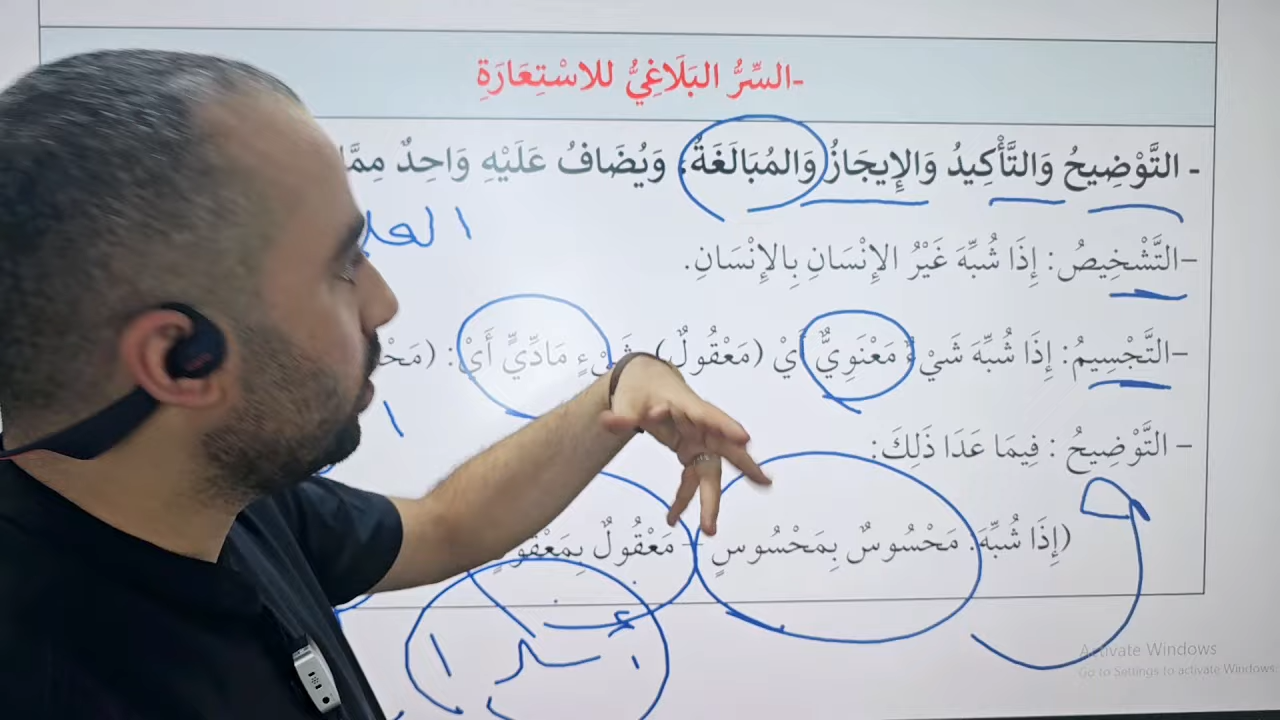 -السِّرُّ البَلَاغِيُّ للاسْتِعَارَةِ
- التَّوْضِيحُ وَالتَّأْكِيدُ وَالإِيجَازُ وَالمُبَالَغَةُ: وَيُضَافُ عَلَيْهِ وَاحِدٌ مِمَّا
-التَّشْخِيصُ: إِذَا شُبِّهَ غَيْرُ الإِنْسَانِ بِالإِنْسَانِ.
-التَّجْسِيمُ: إِذَا شُبِّهَ شَيْءٌ مَعْنَوِيٌّ أَيْ (مَعْقُولٌ) شَيْءٍ مَادِّيٍّ أَيْ:
- التَّوْضِيحُ : فِيمَا عَدَا ذَلِكَ:
(إِذَا شُبِّهَ: مَحْسُوسٌ بِمَحْسُوسٍ - مَعْقُولٌ بِمَعْقُولٍ
Activate Windows
Go to Settings to activate Windows.